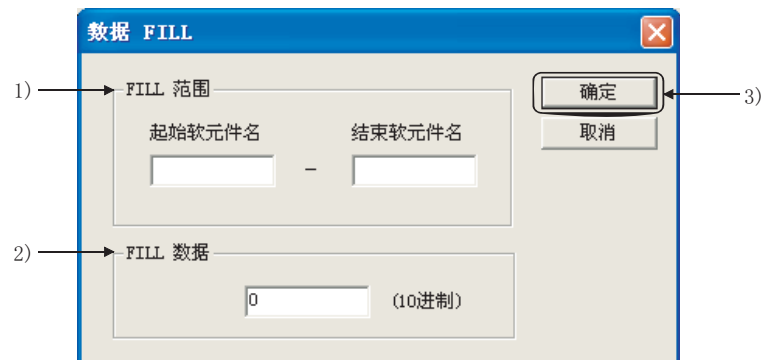 数据 FILL
1)
FILL 范围
确定
3)
起始软元件名 结束软元件名
取消
–
2)
FILL 数据
0 (10进制)